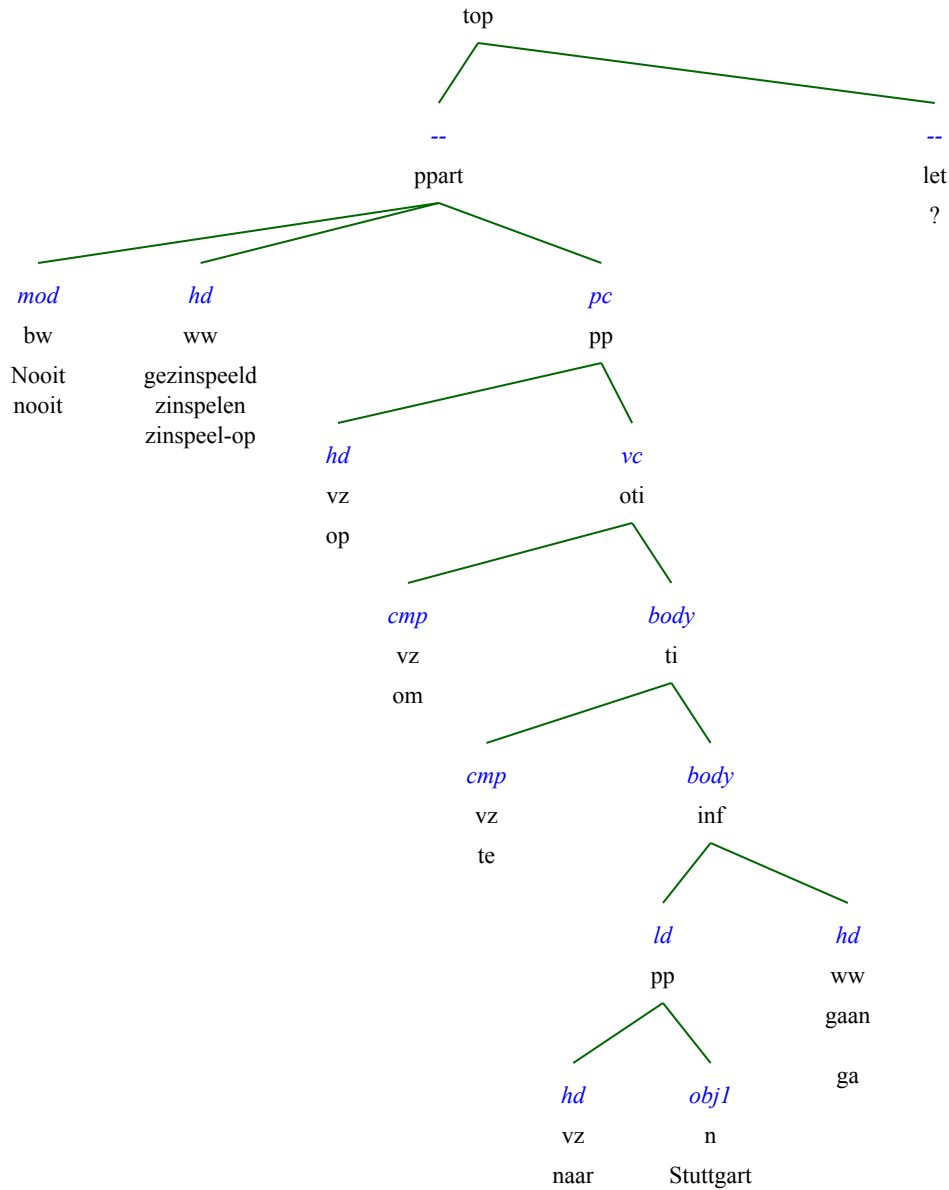 top
-- --
ppart let
?
mod hd pc
bw ww pp
Nooit gezinspeeld
nooit zinspelen
zinspeel-op
hd vc
vz oti
op
cmp body
vz ti
om
cmp body
vz inf
te
ld hd
pp ww
gaan
ga
hd obj1
vz n
naar Stuttgart